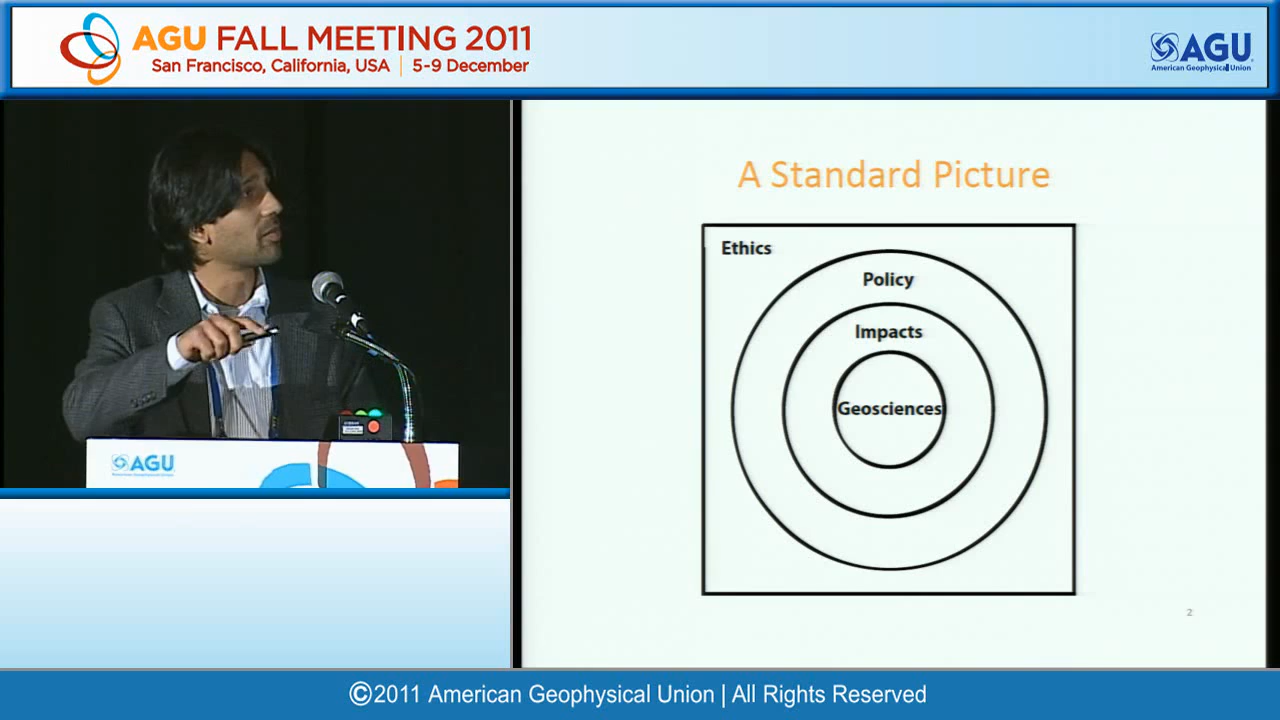 AGU FALL MEETING 2011
San Francisco, California, USA | 5-9 December
AGU
American Geophysical Union
A Standard Picture
Ethics
Policy
Impacts
Geosciences
2
AGU
©2011 American Geophysical Union | All Rights Reserved